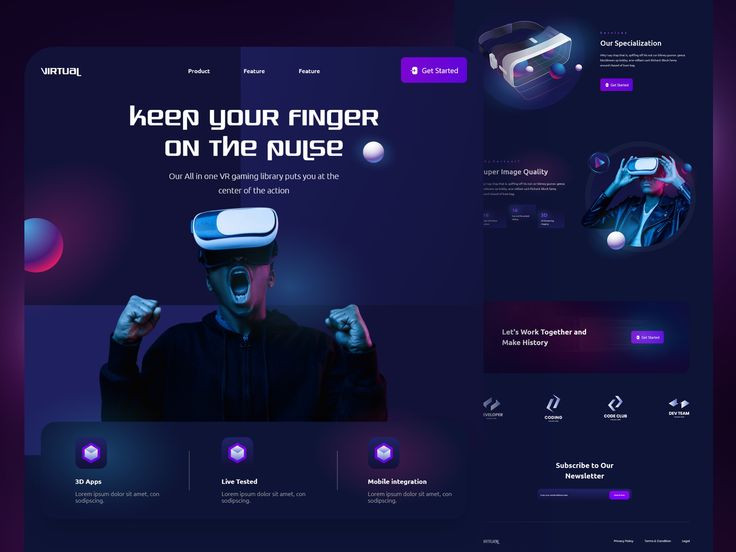 VIRTUAL
Product
Feature
Feature
Get Started
KEEP YOUR FINGER
ON THE PULSE
Our All in one VR gaming library puts you at the
center of the action
3D Apps
Lorem ipsum dolor sit amet, con
sodipscing.
Live Tested
Lorem ipsum dolor sit amet, con
sodipscing.
Mobile integration
Lorem ipsum dolor sit amet, con
sodipscing.
Our Specialization
Get Started
uper Image Quality
3D
Let's Work Together and
Make History
Get Started
EVELOPER
CODING
CODE CLUB
DEV TEAM
Subscribe to Our
Newsletter
VIRTUAL
Privacy Policy
Terms & Condition
Legal